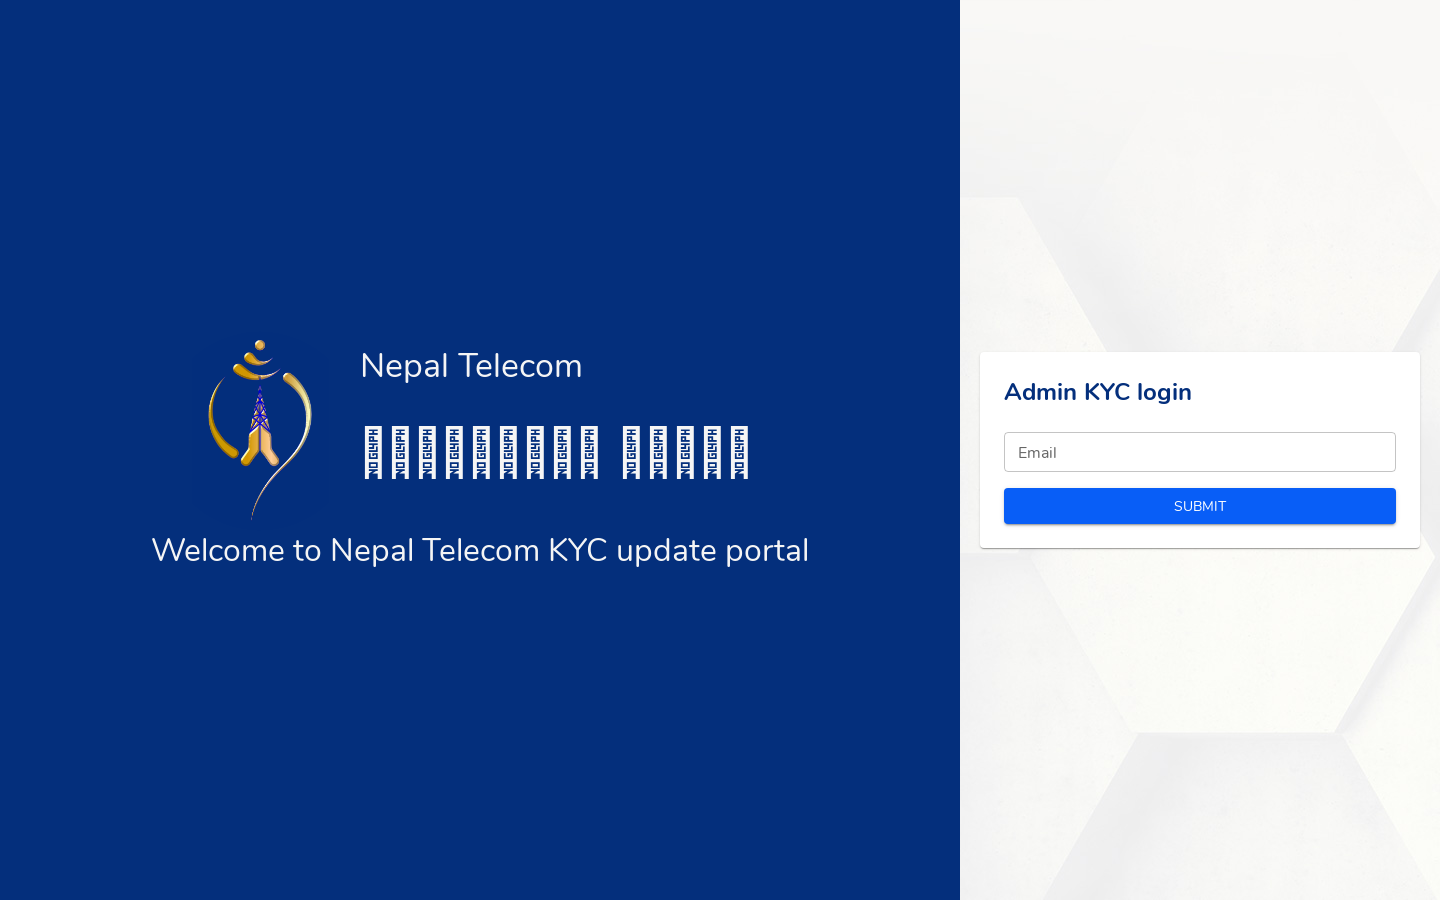 Nepal Telecom
Welcome to Nepal Telecom KYC update portal
Admin KYC login
Email
SUBMIT